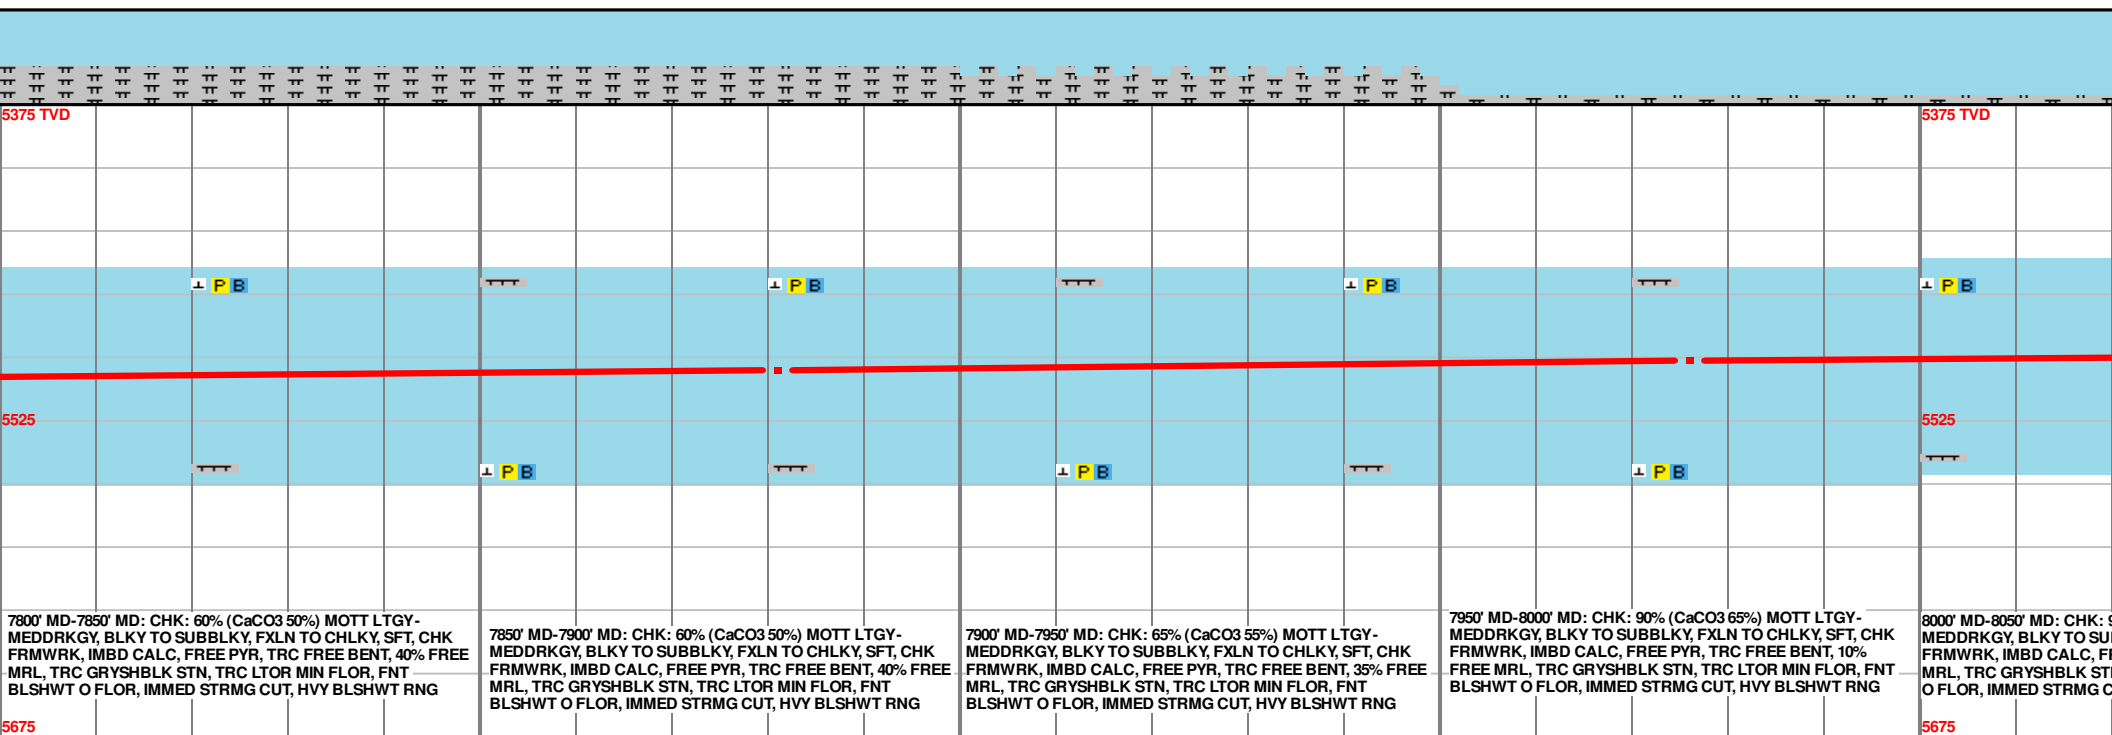 5375 TVD
5375 TVD
P B
P B
P B
P B
5525
5525
P B
P B
P B
7800' MD-7850' MD: CHK: 60% (CaCO3 50%) MOTT LTGY-
MEDDRKGY, BLKY TO SUBBLKY, FXLN TO CHLKY, SFT, CHK
FRMWRK, IMBD CALC, FREE PYR, TRC FREE BENT, 40% FREE
MRL, TRC GRYSHBLK STN, TRC LTOR MIN FLOR, FNT
BLSHWT O FLOR, IMMED STRMG CUT, HVY BLSHWT RNG
7850' MD-7900' MD: CHK: 60% (CaCO3 50%) MOTT LTGY-
MEDDRKGY, BLKY TO SUBBLKY, FXLN TO CHLKY, SFT, CHK
FRMWRK, IMBD CALC, FREE PYR, TRC FREE BENT, 40% FREE
MRL, TRC GRYSHBLK STN, TRC LTOR MIN FLOR, FNT
BLSHWT O FLOR, IMMED STRMG CUT, HVY BLSHWT RNG
7900' MD-7950' MD: CHK: 65% (CaCO3 55%) MOTT LTGY-
MEDDRKGY, BLKY TO SUBBLKY, FXLN TO CHLKY, SFT, CHK
FRMWRK, IMBD CALC, FREE PYR, TRC FREE BENT, 35% FREE
MRL, TRC GRYSHBLK STN, TRC LTOR MIN FLOR, FNT
BLSHWT O FLOR, IMMED STRMG CUT, HVY BLSHWT RNG
7950' MD-8000' MD: CHK: 90% (CaCO3 65%) MOTT LTGY-
MEDDRKGY, BLKY TO SUBBLKY, FXLN TO CHLKY, SFT, CHK
FRMWRK, IMBD CALC, FREE PYR, TRC FREE BENT, 10%
FREE MRL, TRC GRYSHBLK STN, TRC LTOR MIN FLOR, FNT
BLSHWT O FLOR, IMMED STRMG CUT, HVY BLSHWT RNG
8000' MD-8050' MD: CHK:
MEDDRKGY, BLKY TO
FRMWRK, IMBD CALC,
MRL, TRC GRYSHBLK
O FLOR, IMMED STRMG
5675
5675